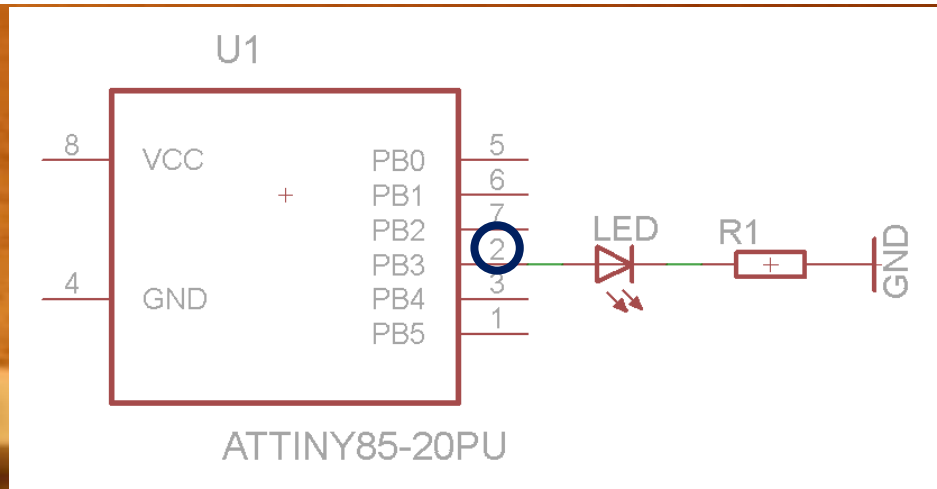 U1
8 VCC PB0 5
PB1 6
PB2 7
PB3 2 LED R1 GND
4 GND PB4 3
PB5 1
ATTINY85-20PU